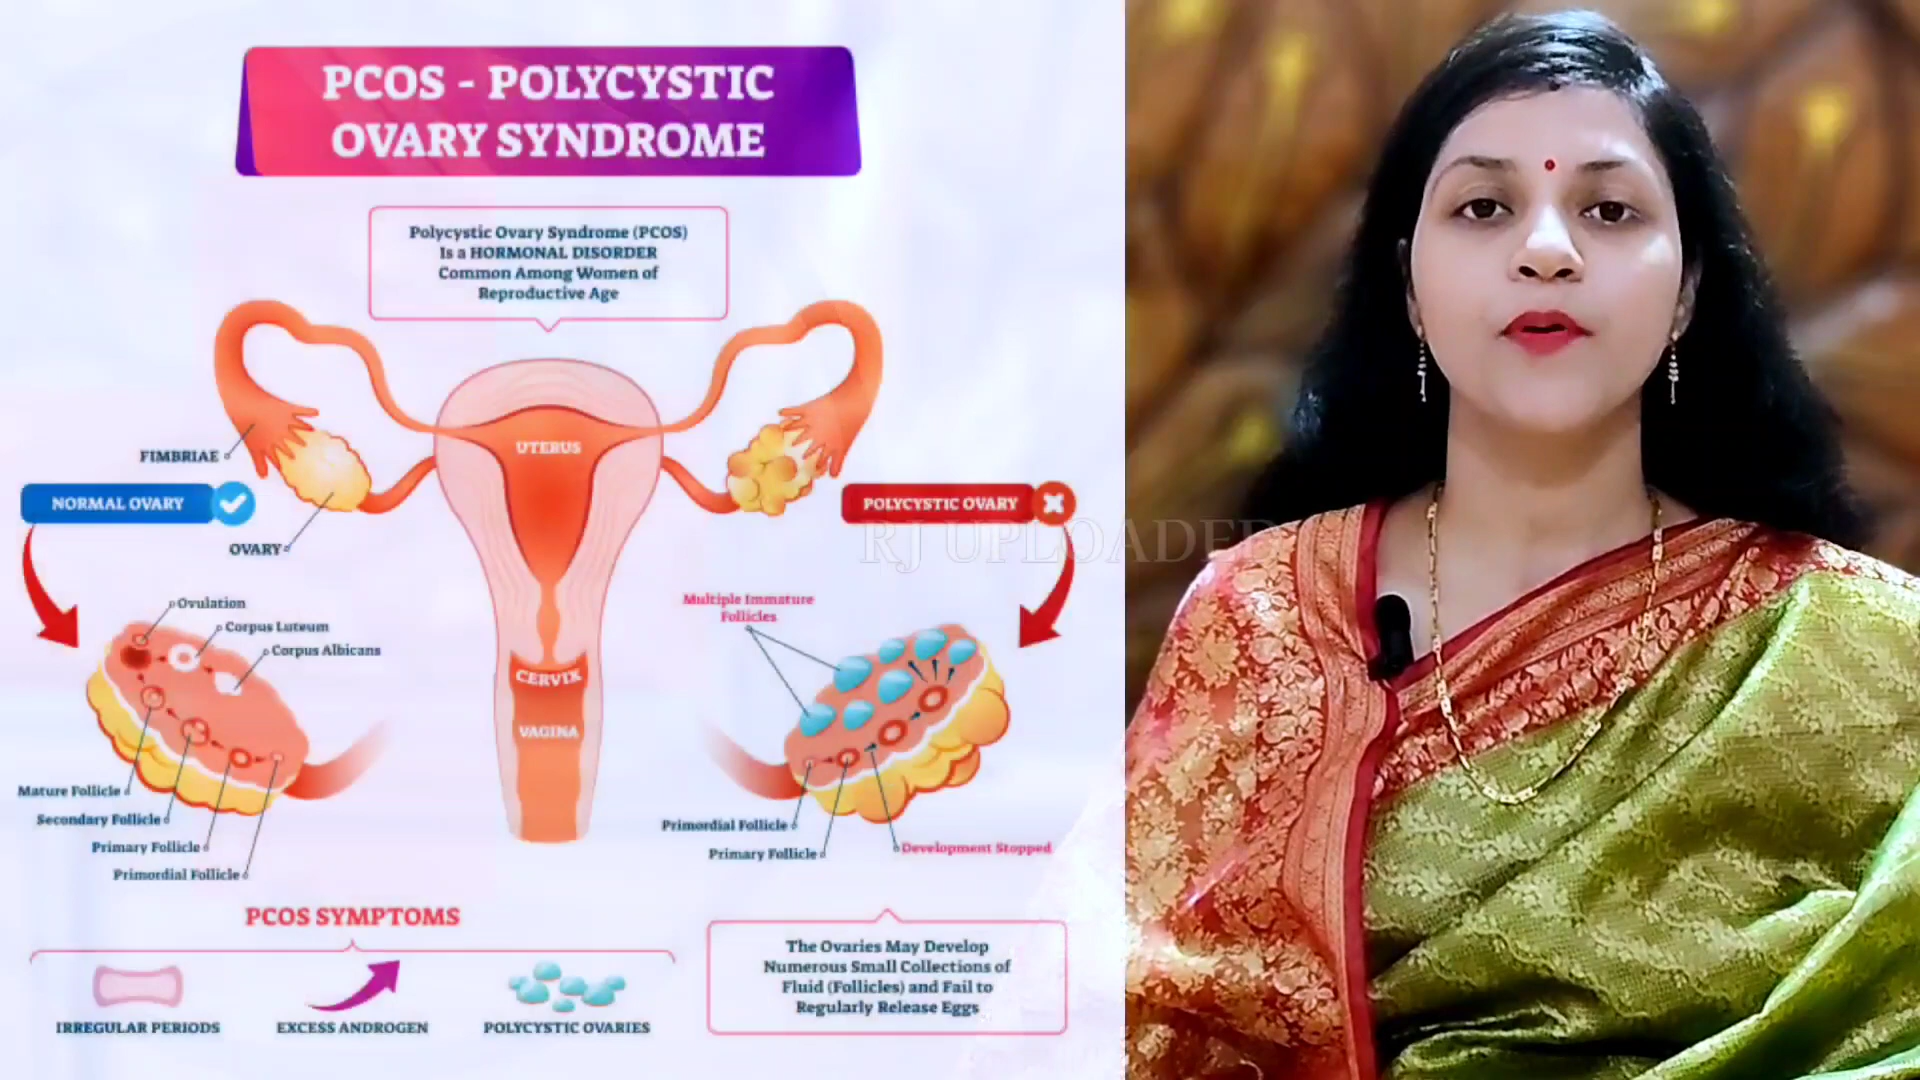 PCOS - POLYCYSTIC
OVARY SYNDROME
Polycystic Ovary Syndrome (PCOS)
Is a HORMONAL DISORDER
Common Among Women of
Reproductive Age
UTERUS
FIMBRIAE
NORMAL OVARY
POLYCYSTIC OVARY
OVARY
RJ UPLOADED
Ovulation
Corpus Luteum
Corpus Albicans
Multiple Immature
Follicles
CERVIX
VAGINA
Mature Follicle
Secondary Follicle
Primary Follicle
Primordial Follicle
Primordial Follicle
Primary Follicle
Development Stopped
PCOS SYMPTOMS
IRREGULAR PERIODS
EXCESS ANDROGEN
POLYCYSTIC OVARIES
The Ovaries May Develop
Numerous Small Collections of
Fluid (Follicles) and Fail to
Regularly Release Eggs